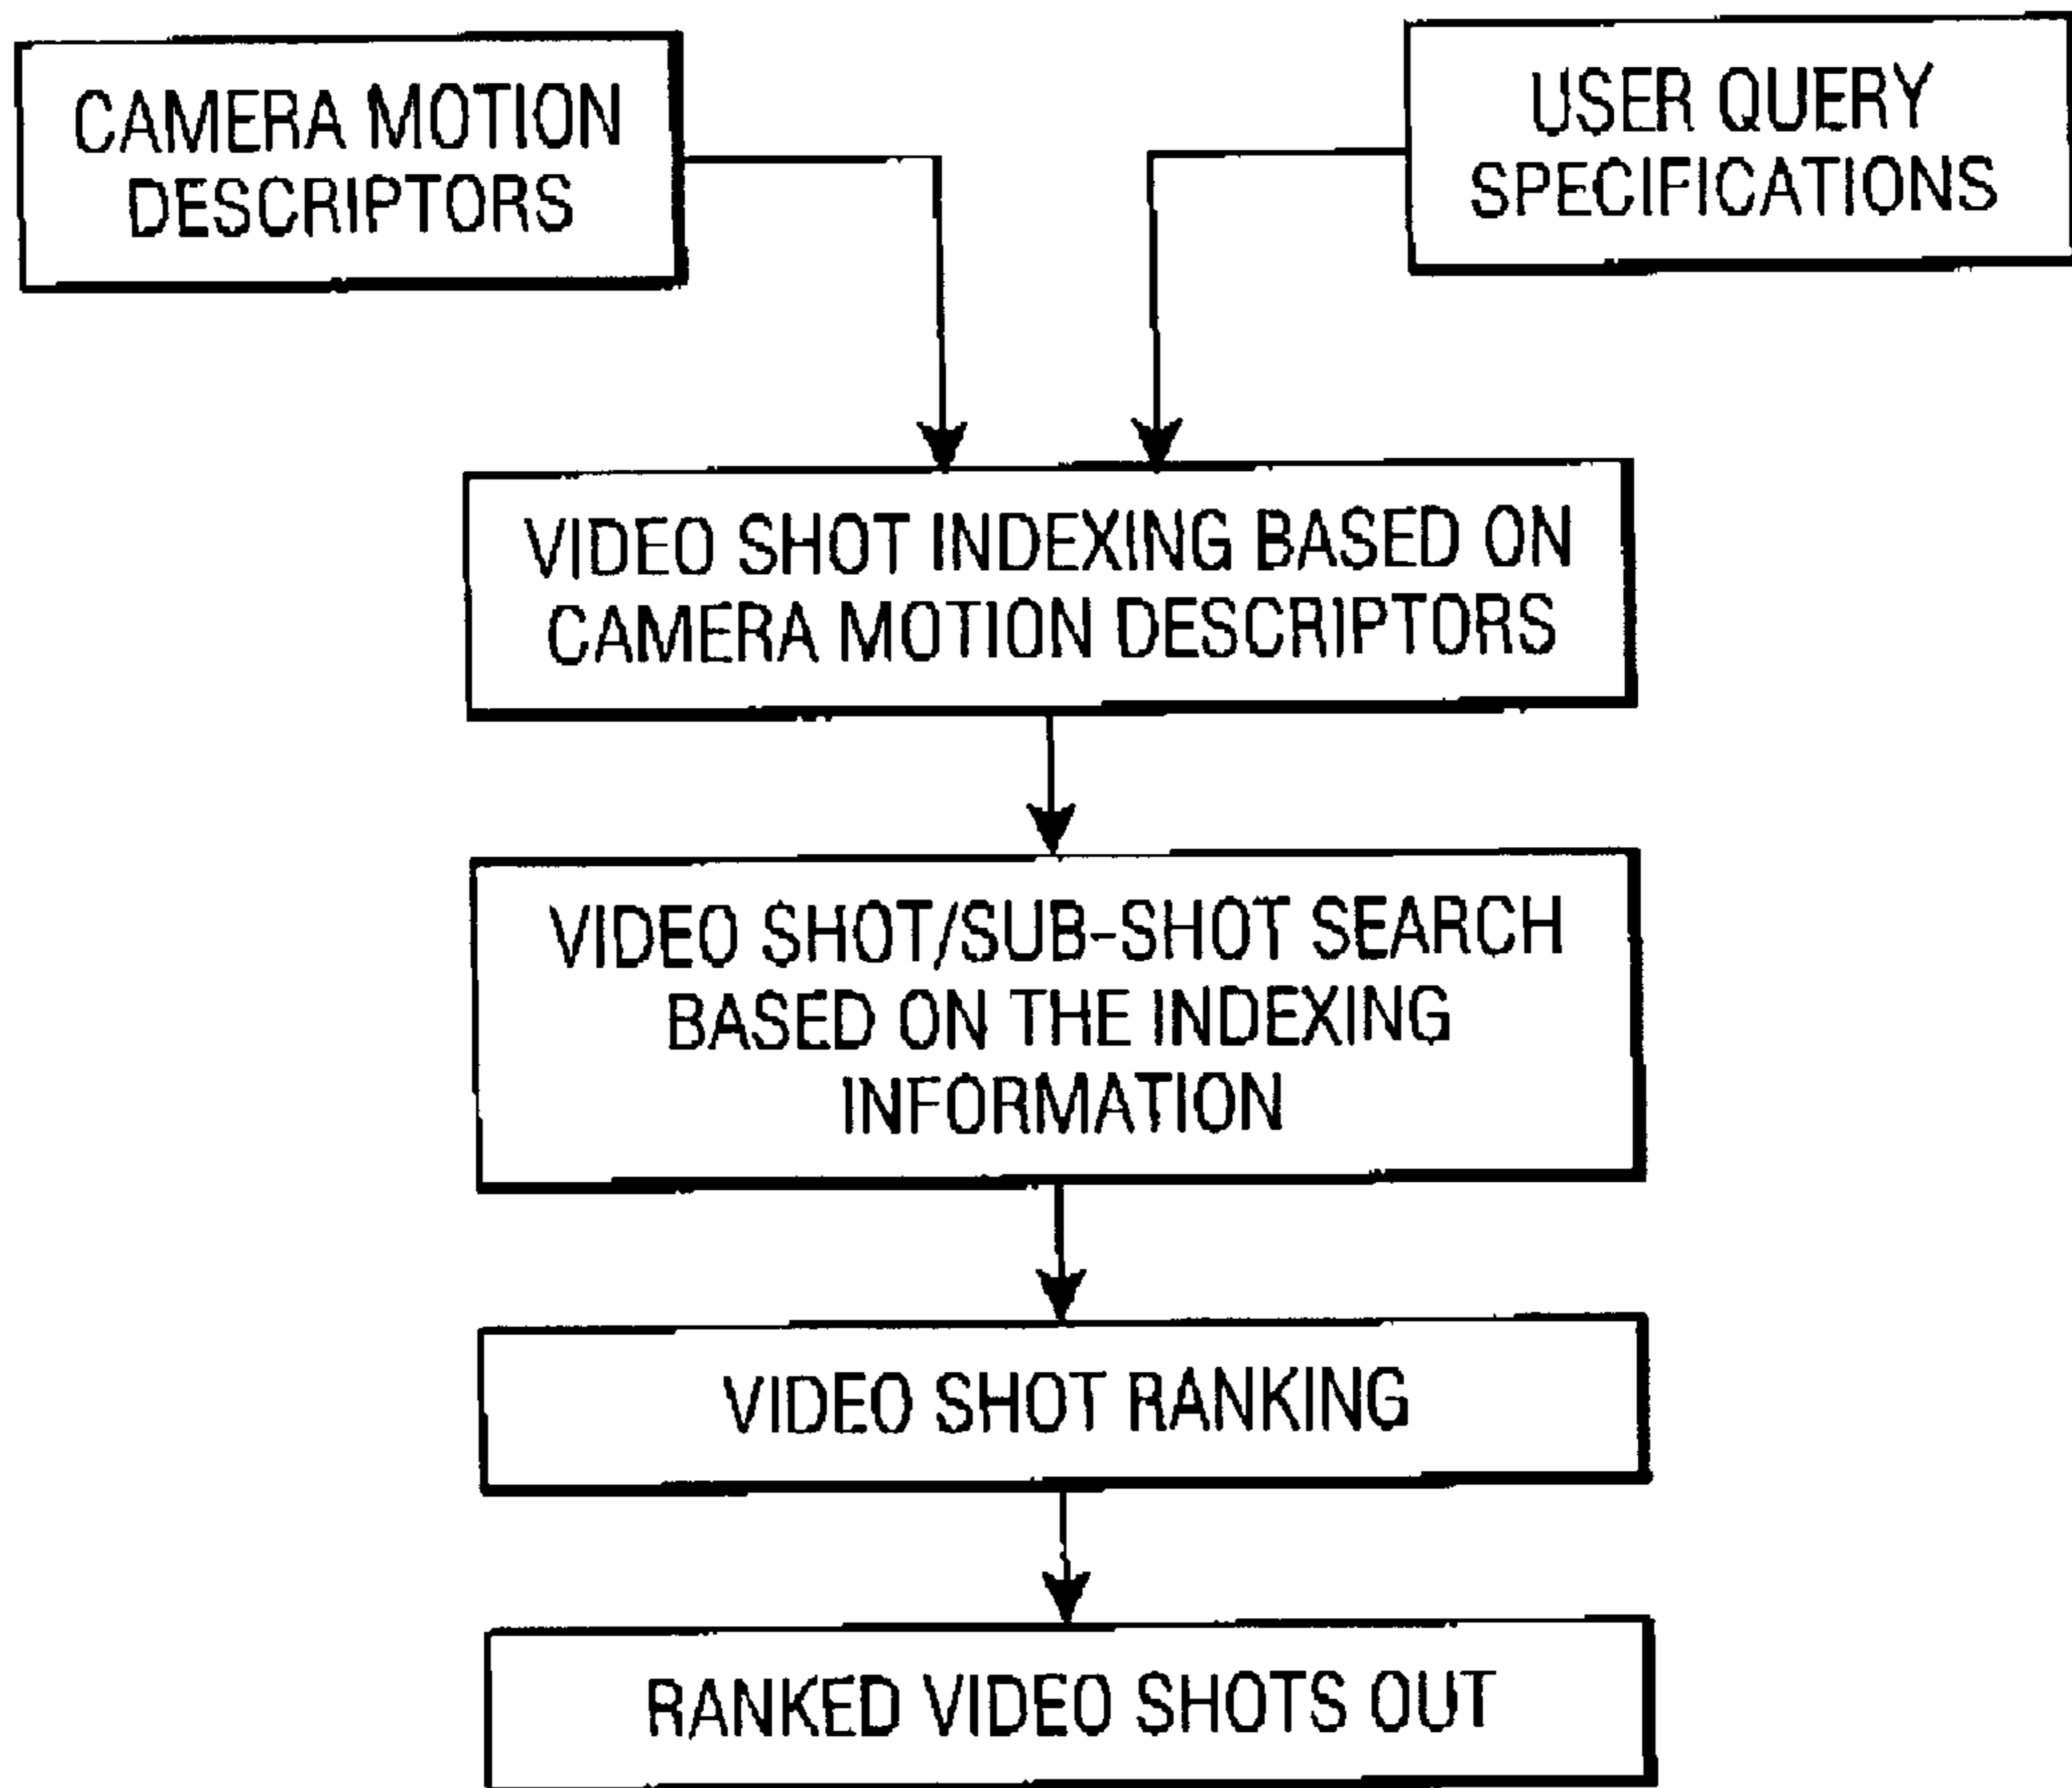 CAMERA MOTION
DESCRIPTORS
USER QUERY
SPECIFICATIONS
VIDEO SHOT INDEXING BASED ON
CAMERA MOTION DESCRIPTORS
VIDEO SHOT/SUB-SHOT SEARCH
BASED ON THE INDEXING
INFORMATION
VIDEO SHOT RANKING
RANKED VIDEO SHOTS OUT